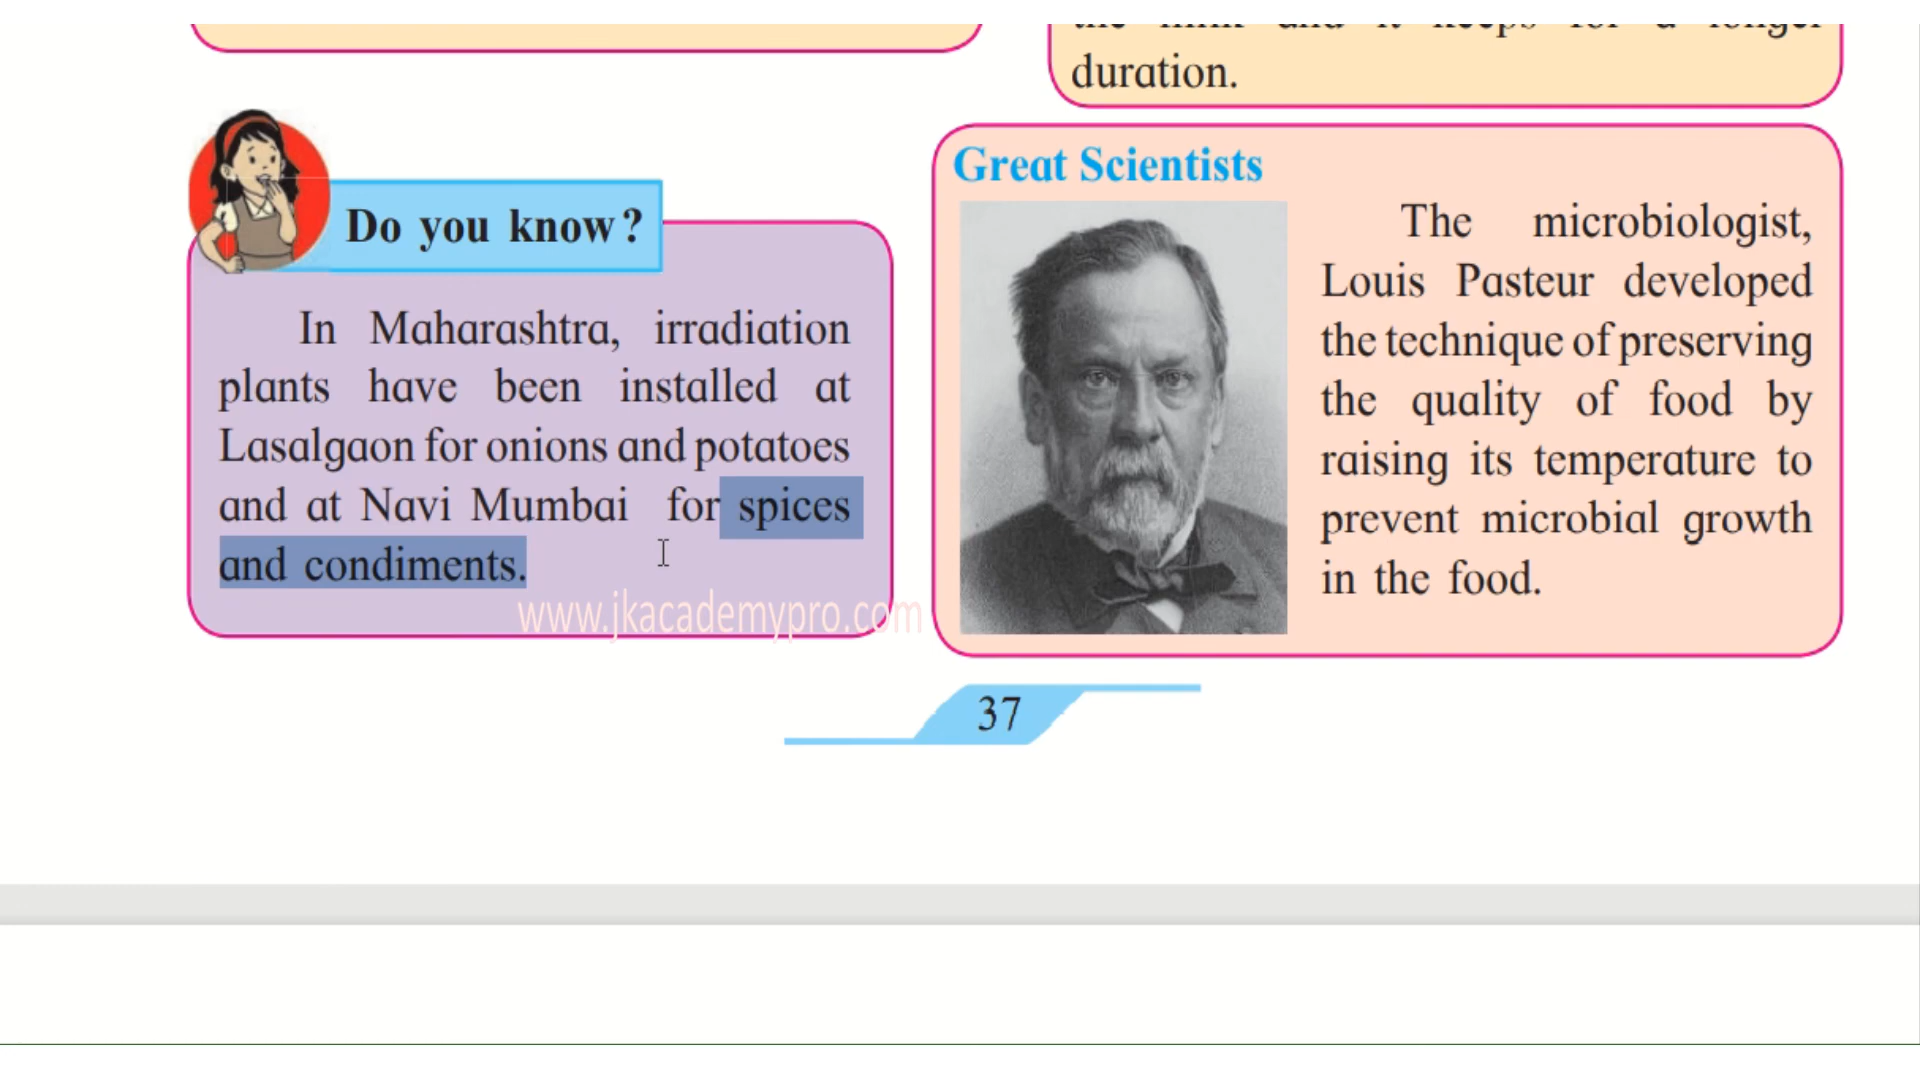 duration.
Do you know?
In Maharashtra, irradiation
plants have been installed at
Lasalgaon for onions and potatoes
and at Navi Mumbai for spices
and condiments.
www.jkacademypro.com
Great Scientists
The microbiologist,
Louis Pasteur developed
the technique of preserving
the quality of food by
raising its temperature to
prevent microbial growth
in the food.
37